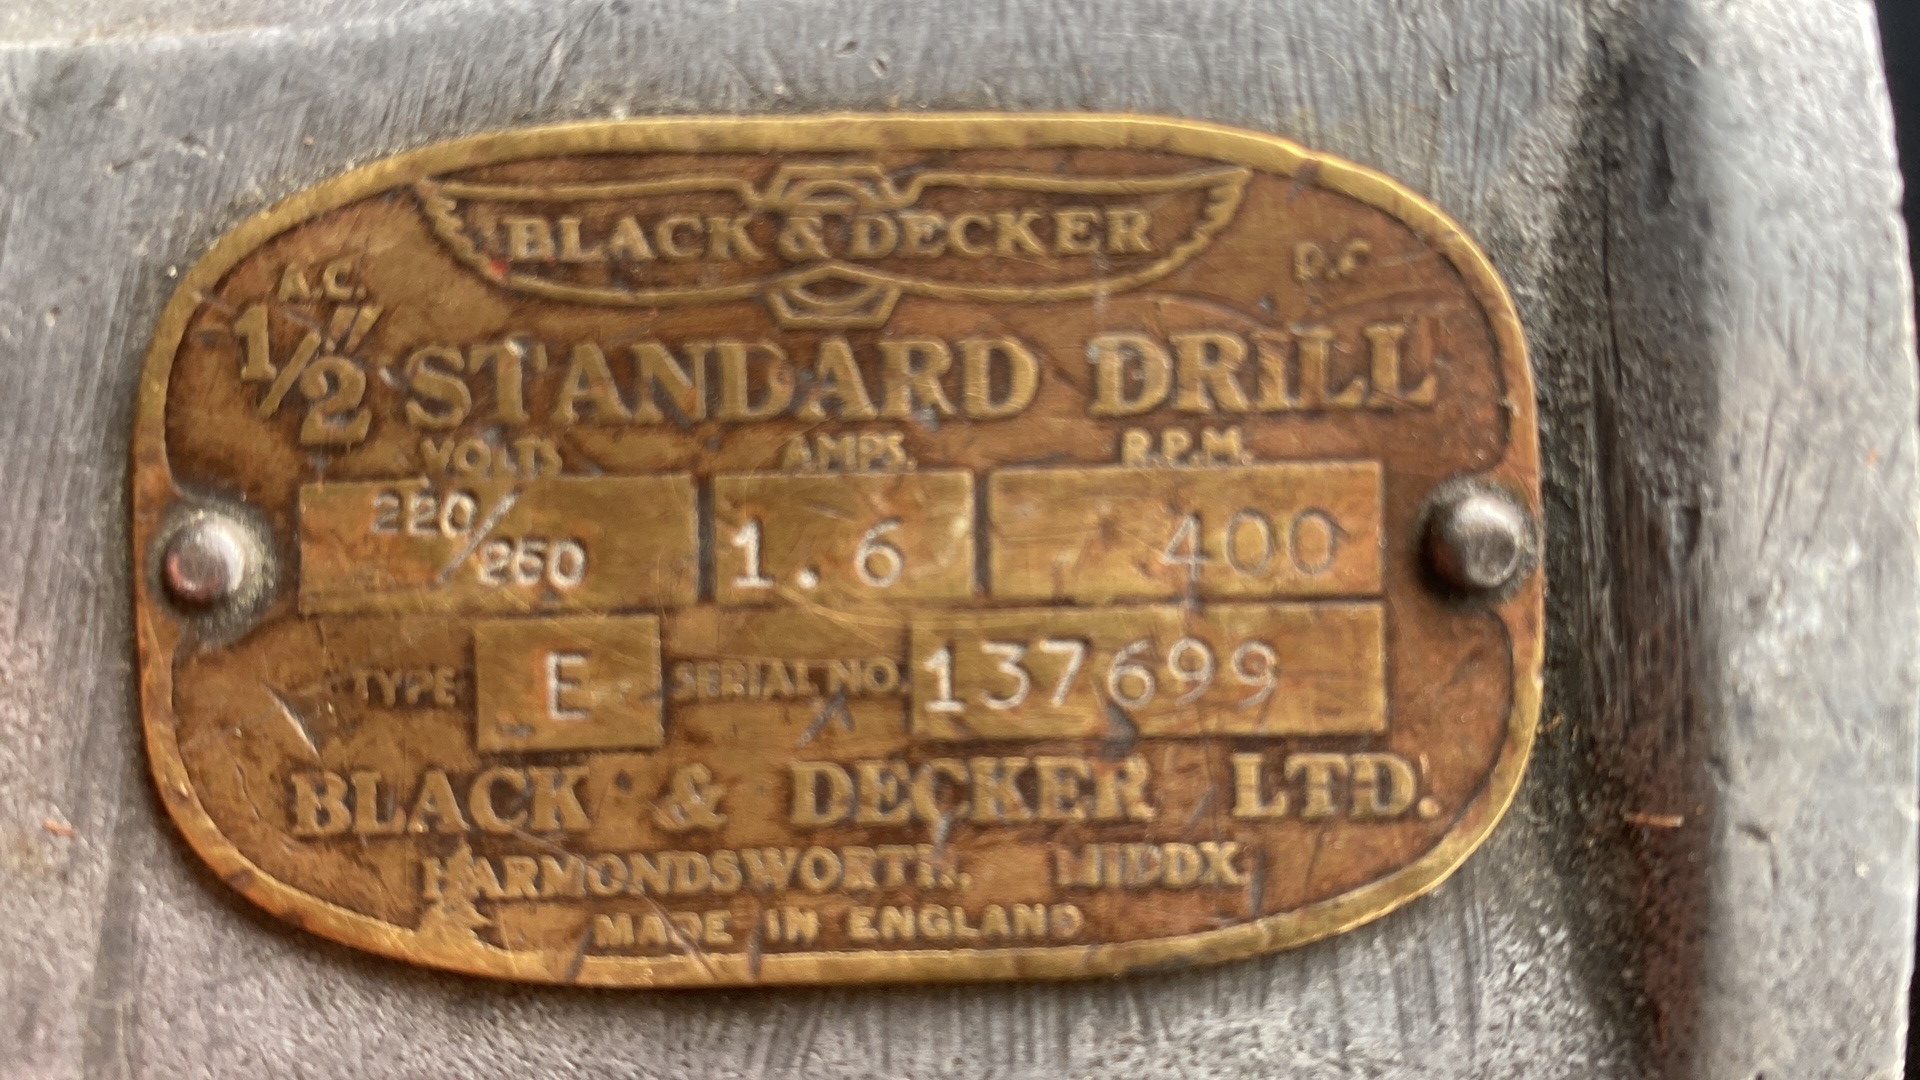 BLACK & DECKER
A.C. D.C
1/2" STANDARD DRILL
VOLTS AMPS. R.P.M.
220/250 1.6 400
TYPE E SERIAL NO. 137699
BLACK & DECKER LTD.
HARMONDSWORTH. MIDDX.
MADE IN ENGLAND